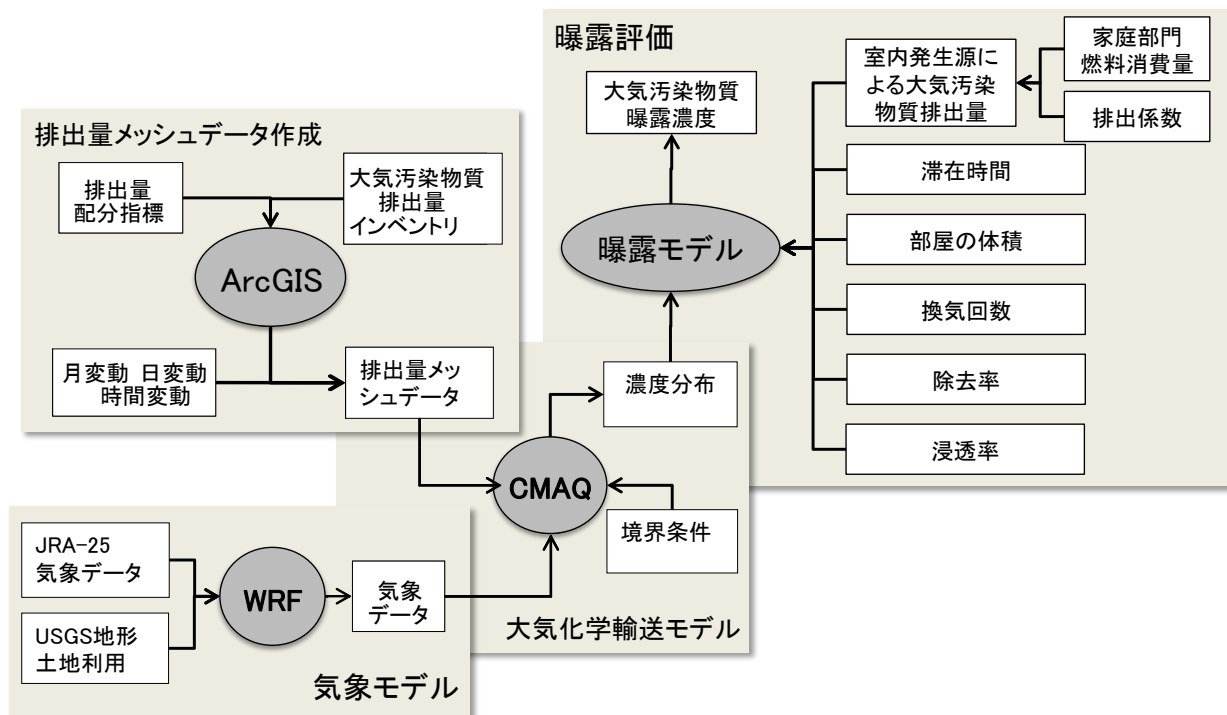 曝露評価
大気汚染物質
曝露濃度
室内発生源に
よる大気汚染
物質排出量
家庭部門
燃料消費量
排出係数
滞在時間
部屋の体積
換気回数
除去率
浸透率
曝露モデル
排出量メッシュデータ作成
排出量
配分指標
大気汚染物質
排出量
インベントリ
ArcGIS
月変動 日変動
時間変動
排出量メッ
シュデータ
濃度分布
CMAQ
境界条件
大気化学輸送モデル
JRA-25
気象データ
USGS地形
土地利用
WRF
気象
データ
気象モデル